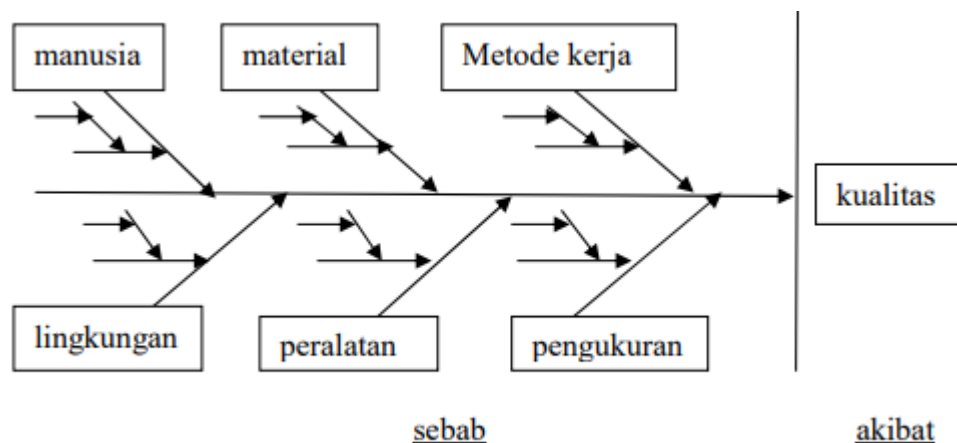 manusia
material
Metode kerja
kualitas
lingkungan
peralatan
pengukuran
sebab
akibat